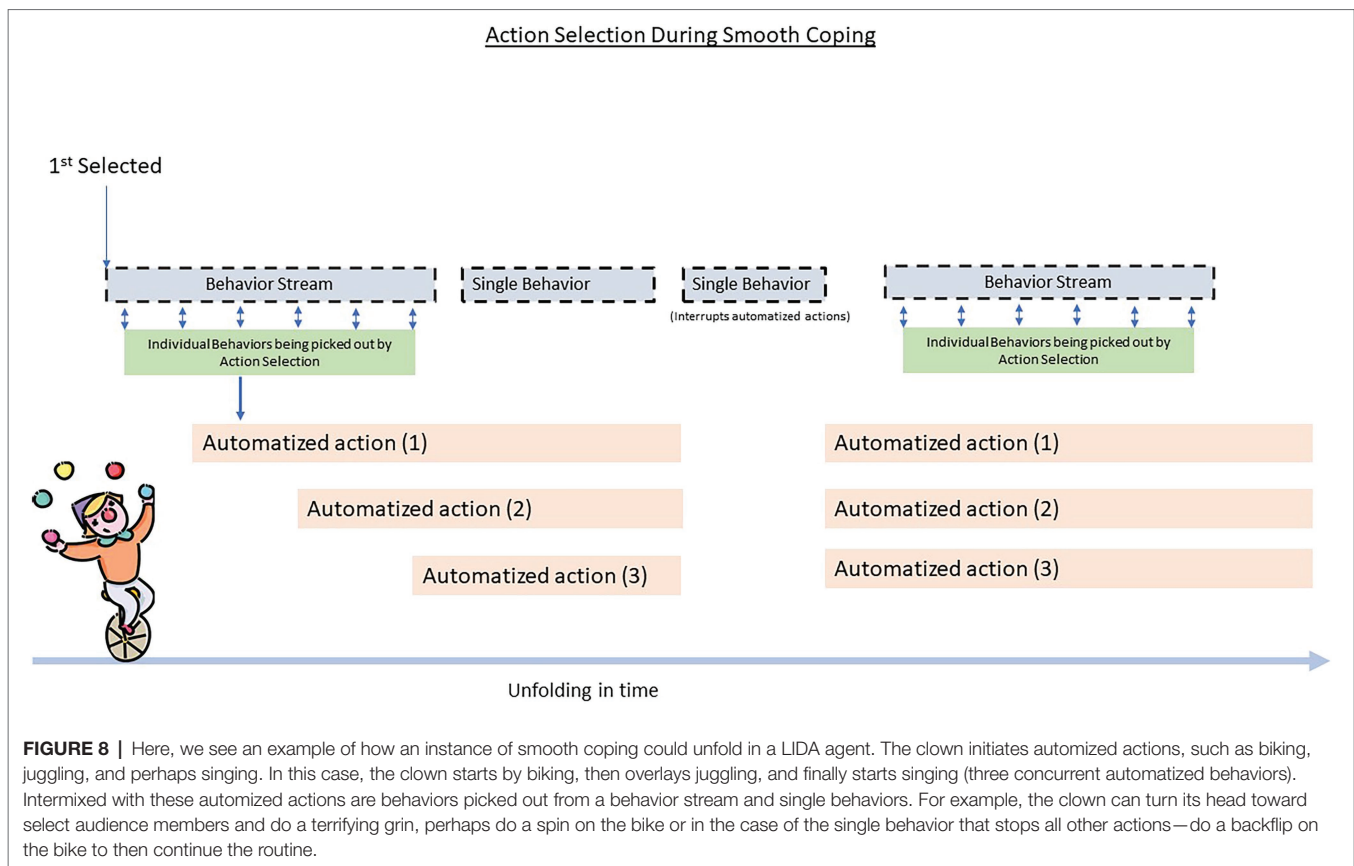 Action Selection During Smooth Coping
1st Selected
Behavior Stream
Single Behavior
Single Behavior
Behavior Stream
(Interrupts automatized actions)
Individual Behaviors being picked out by
Action Selection
Individual Behaviors being picked out by
Action Selection
Automatized action (1)
Automatized action (1)
Automatized action (2)
Automatized action (2)
Automatized action (3)
Automatized action (3)
Unfolding in time
FIGURE 8 | Here, we see an example of how an instance of smooth coping could unfold in a LIDA agent. The clown initiates automized actions, such as biking,
juggling, and perhaps singing. In this case, the clown starts by biking, then overlays juggling, and finally starts singing (three concurrent automatized behaviors).
Intermixed with these automized actions are behaviors picked out from a behavior stream and single behaviors. For example, the clown can turn its head toward
select audience members and do a terrifying grin, perhaps do a spin on the bike or in the case of the single behavior that stops all other actions—do a backflip on
the bike to then continue the routine.